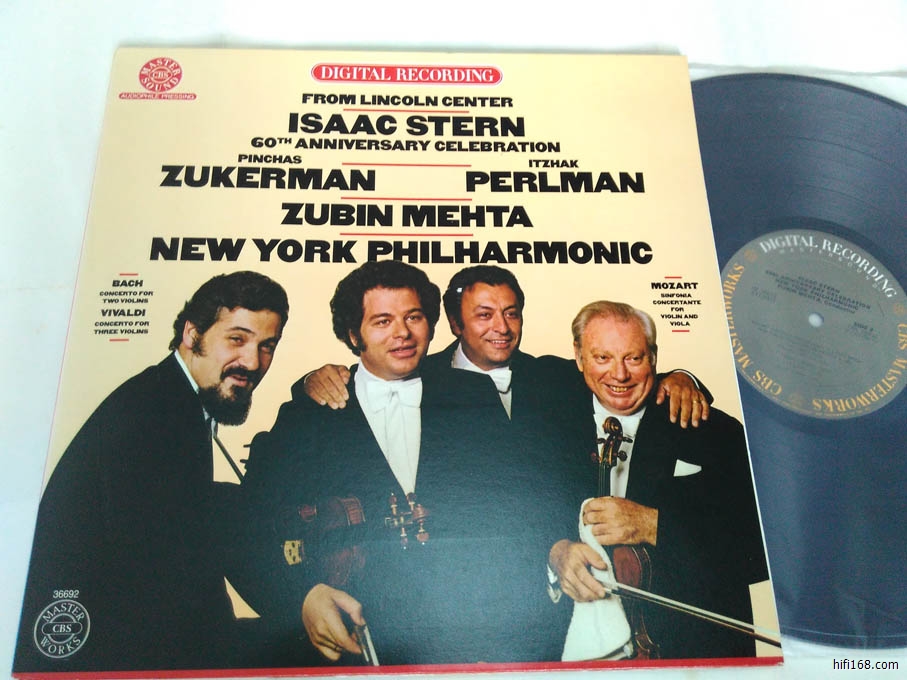 MASTER
CBS
SOUND
AUDIOPHILE PRESSING
DIGITAL RECORDING
FROM LINCOLN CENTER
ISAAC STERN
60TH ANNIVERSARY CELEBRATION
PINCHAS
ZUKERMAN
ITZHAK
PERLMAN
ZUBIN MEHTA
NEW YORK PHILHARMONIC
BACH
CONCERTO FOR
TWO VIOLINS
VIVALDI
CONCERTO FOR
THREE VIOLINS
MOZART
SINFONIA
CONCERTANTE
FOR
VIOLIN AND
VIOLA
36692
MASTER
CBS
WORKS
DIGITAL RECORDING
CBS MASTERWORKS
CBS MASTERWORKS
hifi168.com